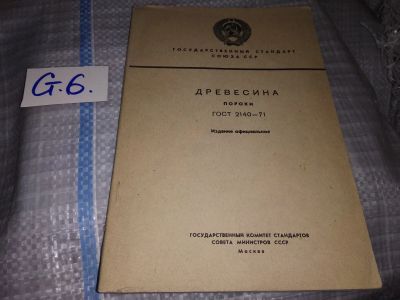 G.6.
ГОСУДАРСТВЕННЫЙ СТАНДАРТ
СОЮЗА ССР
ДРЕВЕСИНА
ПОРОКИ
ГОСТ 2140—71
Издание официальное
ГОСУДАРСТВЕННЫЙ КОМИТЕТ СТАНДАРТОВ
СОВЕТА МИНИСТРОВ СССР
Москва